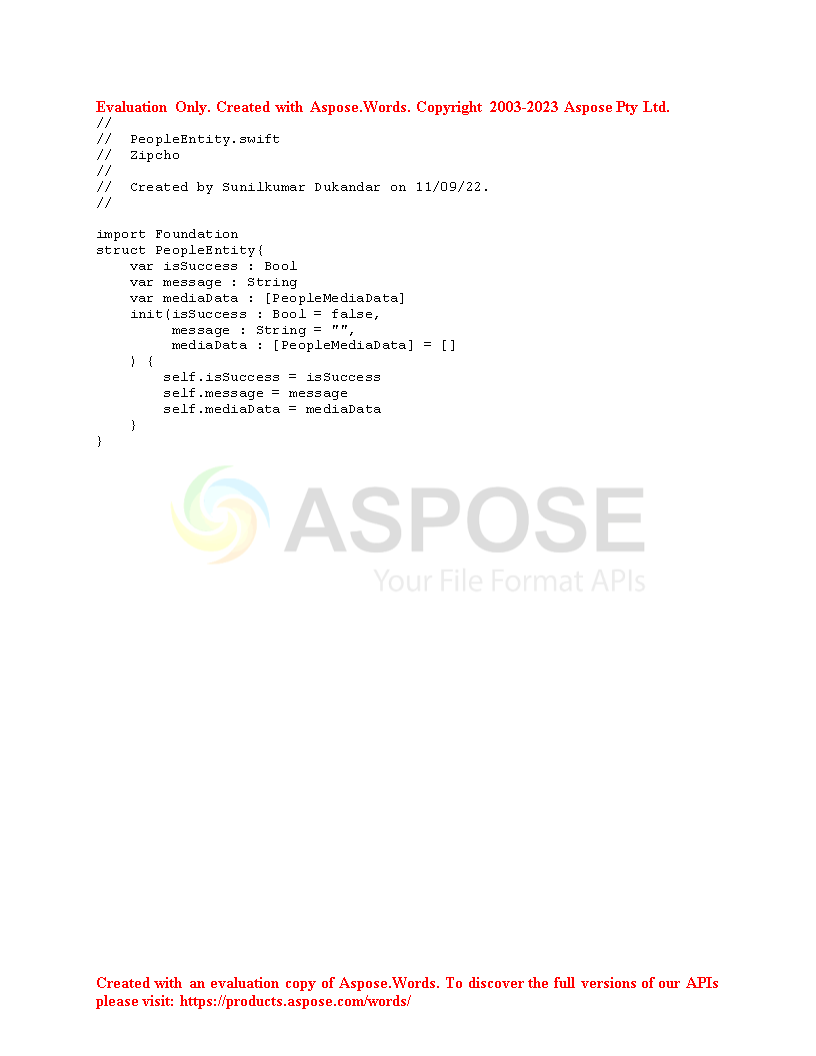 Evaluation Only. Created with Aspose.Words. Copyright 2003-2023 Aspose Pty Ltd.
//
//  PeopleEntity.swift
//  Zipcho
//
//  Created by Sunilkumar Dukandar on 11/09/22.
//

import Foundation
struct PeopleEntity{
    var isSuccess : Bool
    var message : String
    var mediaData : [PeopleMediaData]
    init(isSuccess : Bool = false,
         message : String = "",
         mediaData : [PeopleMediaData] = []
    ) {
        self.isSuccess = isSuccess
        self.message = message
        self.mediaData = mediaData
    }
}
ASPOSE
Your File Format APIs
Created with an evaluation copy of Aspose.Words. To discover the full versions of our APIs
please visit: https://products.aspose.com/words/